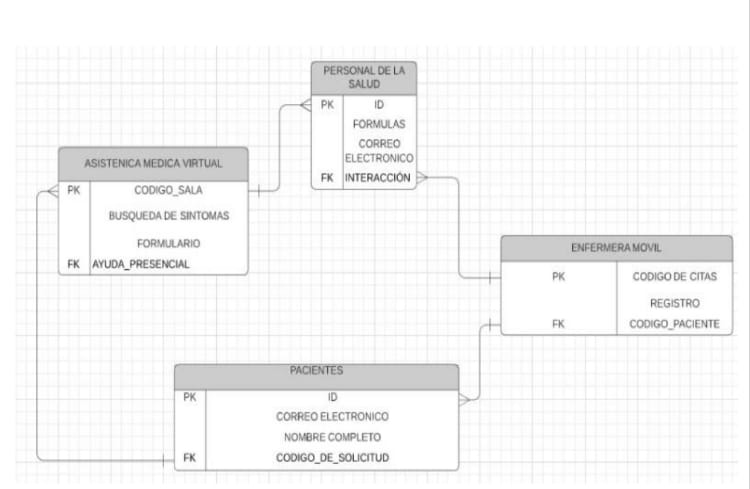 PERSONAL DE LA
SALUD
PK ID
FORMULAS
CORREO
ELECTRONICO
FK INTERACCIÓN
ASISTENICA MEDICA VIRTUAL
PK CODIGO_SALA
BUSQUEDA DE SINTOMAS
FORMULARIO
FK AYUDA_PRESENCIAL
ENFERMERA MOVIL
PK CODIGO DE CITAS
REGISTRO
FK CODIGO_PACIENTE
PACIENTES
PK ID
CORREO ELECTRONICO
NOMBRE COMPLETO
FK CODIGO_DE_SOLICITUD